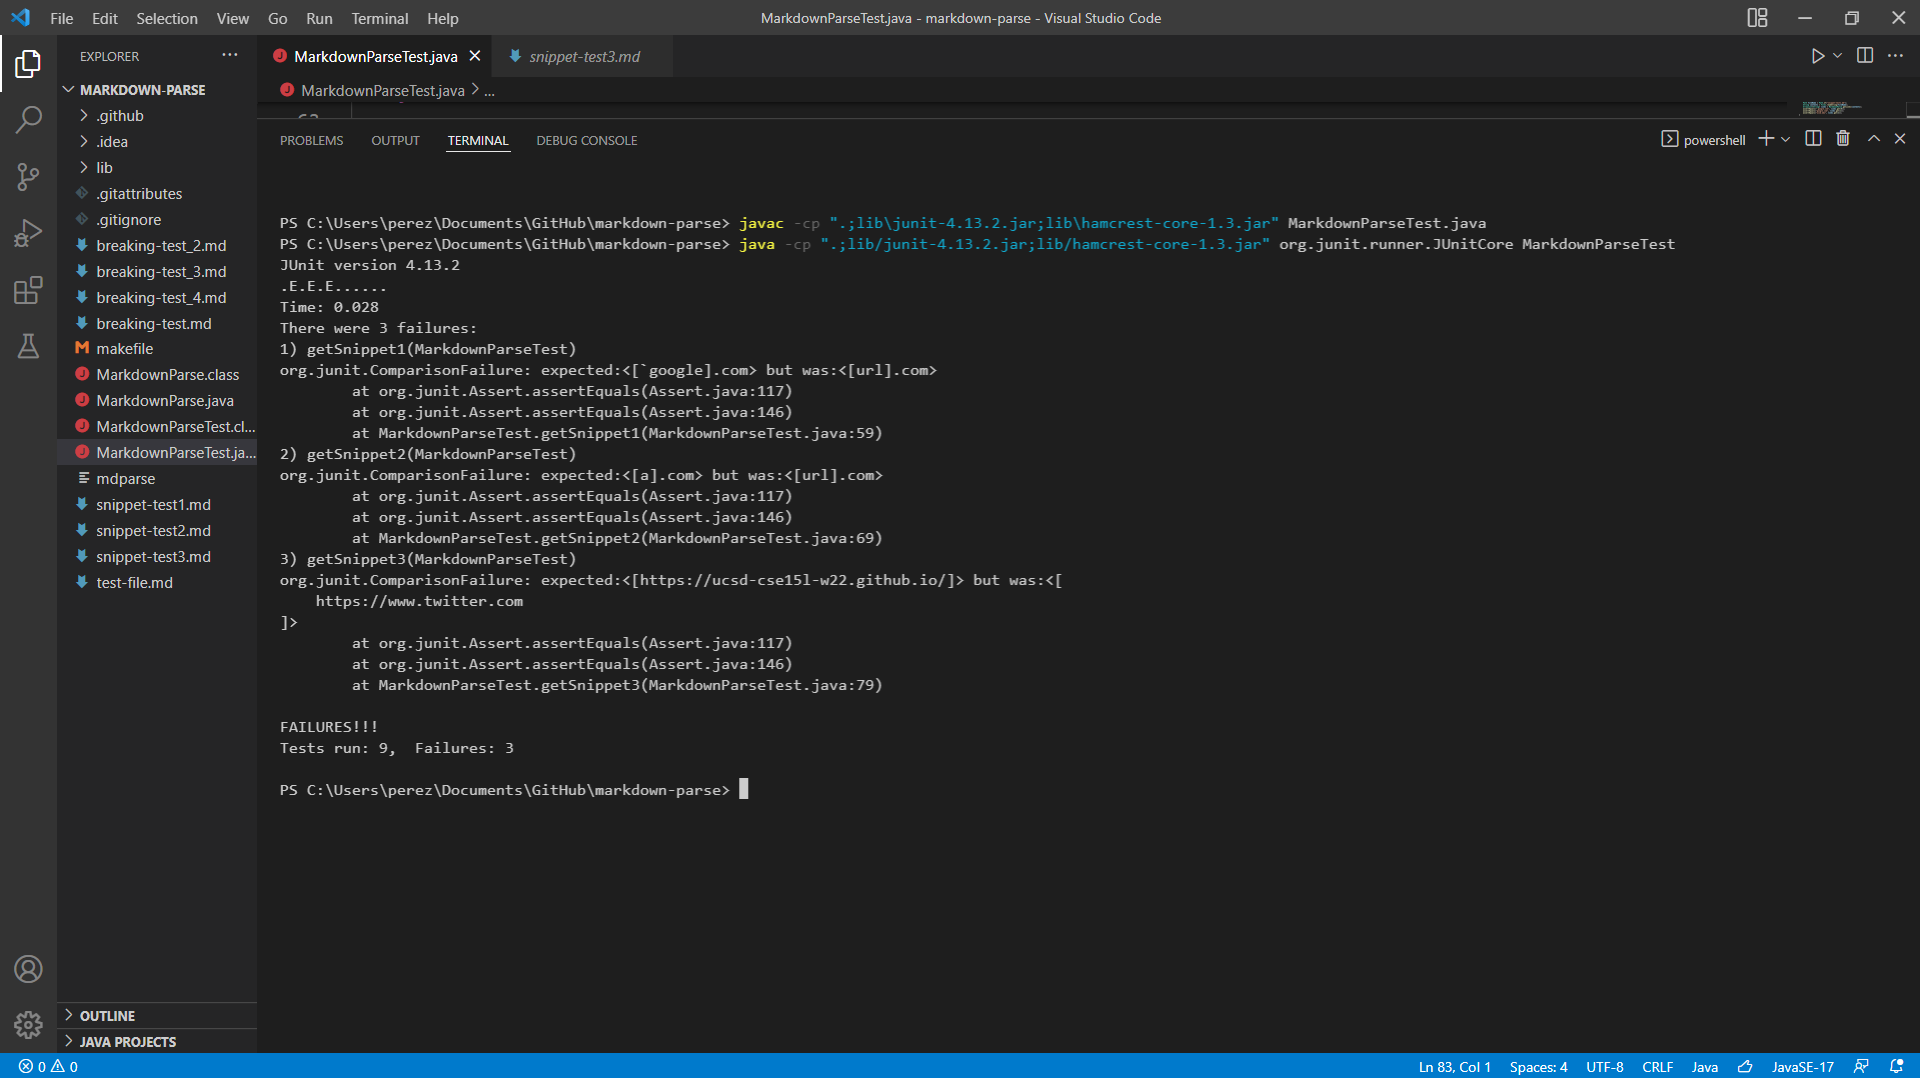 File Edit Selection View Go Run Terminal Help
MarkdownParseTest.java - markdown-parse - Visual Studio Code
EXPLORER
MARKDOWN-PARSE
.github
.idea
lib
.gitattributes
.gitignore
breaking-test_2.md
breaking-test_3.md
breaking-test_4.md
breaking-test.md
makefile
MarkdownParse.class
MarkdownParse.java
MarkdownParseTest.cl...
MarkdownParseTest.ja...
mdparse
snippet-test1.md
snippet-test2.md
snippet-test3.md
test-file.md
OUTLINE
JAVA PROJECTS
MarkdownParseTest.java
snippet-test3.md
MarkdownParseTest.java > ...
PROBLEMS OUTPUT TERMINAL DEBUG CONSOLE
powershell
PS C:\Users\perez\Documents\GitHub\markdown-parse> javac -cp ".;lib\junit-4.13.2.jar;lib\hamcrest-core-1.3.jar" MarkdownParseTest.java
PS C:\Users\perez\Documents\GitHub\markdown-parse> java -cp ".;lib/junit-4.13.2.jar;lib/hamcrest-core-1.3.jar" org.junit.runner.JUnitCore MarkdownParseTest
JUnit version 4.13.2
.E.E.E......
Time: 0.028
There were 3 failures:
1) getSnippet1(MarkdownParseTest)
org.junit.ComparisonFailure: expected:<[`google].com> but was:<[url].com>
at org.junit.Assert.assertEquals(Assert.java:117)
at org.junit.Assert.assertEquals(Assert.java:146)
at MarkdownParseTest.getSnippet1(MarkdownParseTest.java:59)
2) getSnippet2(MarkdownParseTest)
org.junit.ComparisonFailure: expected:<[a].com> but was:<[url].com>
at org.junit.Assert.assertEquals(Assert.java:117)
at org.junit.Assert.assertEquals(Assert.java:146)
at MarkdownParseTest.getSnippet2(MarkdownParseTest.java:69)
3) getSnippet3(MarkdownParseTest)
org.junit.ComparisonFailure: expected:<[https://ucsd-cse15l-w22.github.io/]> but was:<[
https://www.twitter.com
]>
at org.junit.Assert.assertEquals(Assert.java:117)
at org.junit.Assert.assertEquals(Assert.java:146)
at MarkdownParseTest.getSnippet3(MarkdownParseTest.java:79)
FAILURES!!!
Tests run: 9,  Failures: 3
PS C:\Users\perez\Documents\GitHub\markdown-parse>
0 0
Ln 83, Col 1 Spaces: 4 UTF-8 CRLF Java JavaSE-17